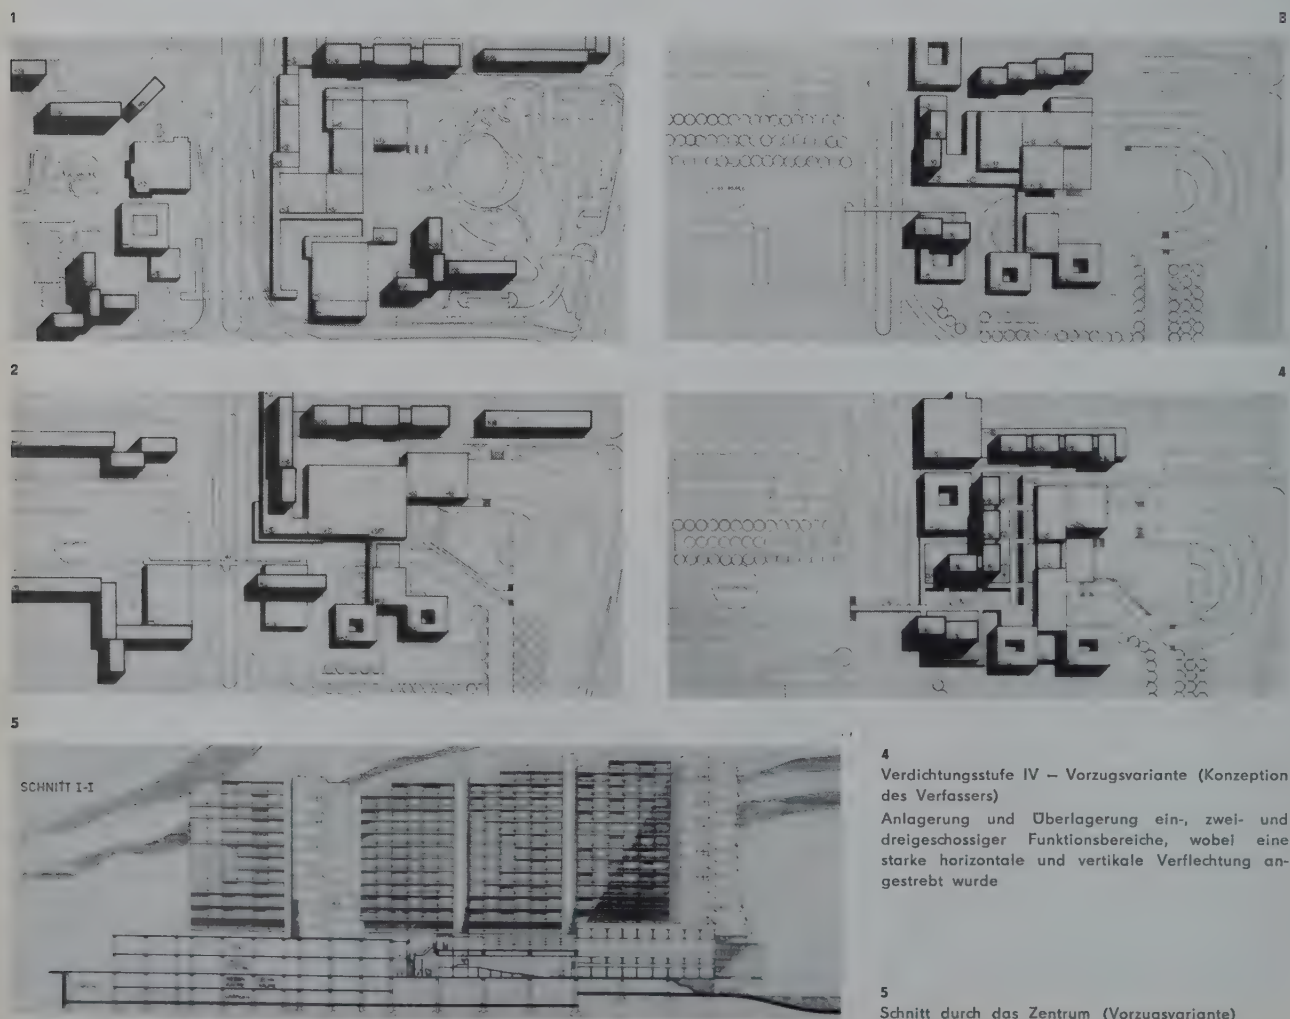 1
3
2
4
5
SCHNITT I-I
4
Verdichtungsstufe IV – Vorzugsvariante (Konzeption
des Verfassers)
Anlagerung und Überlagerung ein-, zwei- und
dreigeschossiger Funktionsbereiche, wobei eine
starke horizontale und vertikale Verflechtung an-
gestrebt wurde
5
Schnitt durch das Zentrum (Vorzugsvariante)